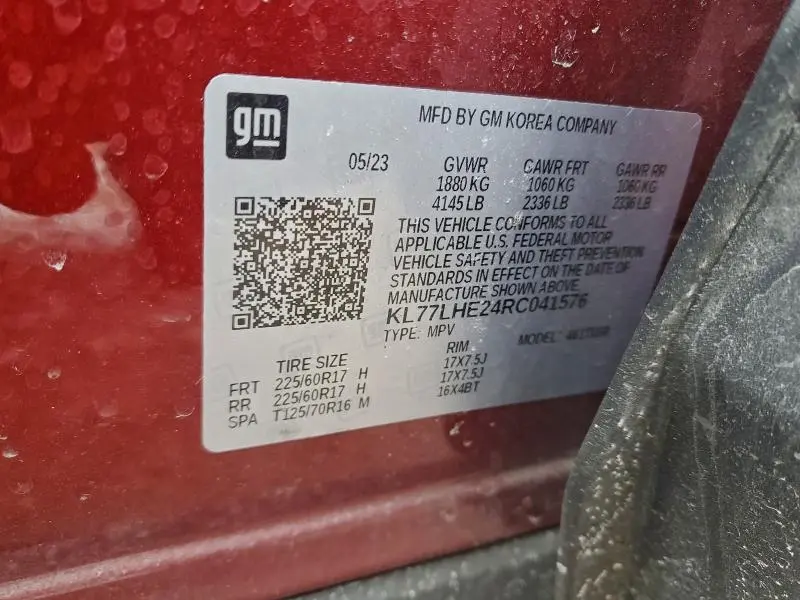 gm
MFD BY GM KOREA COMPANY
05/23 GVWR GAWR FRT GAWR RR
1880 KG 1060 KG 1060 KG
4145 LB 2336 LB 2336 LB
THIS VEHICLE CONFORMS TO ALL
APPLICABLE U.S. FEDERAL MOTOR
VEHICLE SAFETY AND THEFT PREVENTION
STANDARDS IN EFFECT ON THE DATE OF
MANUFACTURE SHOWN ABOVE.
KL77LHE24RC041576
TYPE: MPV MODEL:
TIRE SIZE RIM
FRT 225/60R17 H 17X7.5J
RR 225/60R17 H 17X7.5J
SPA T125/70R16 M 16X4BT